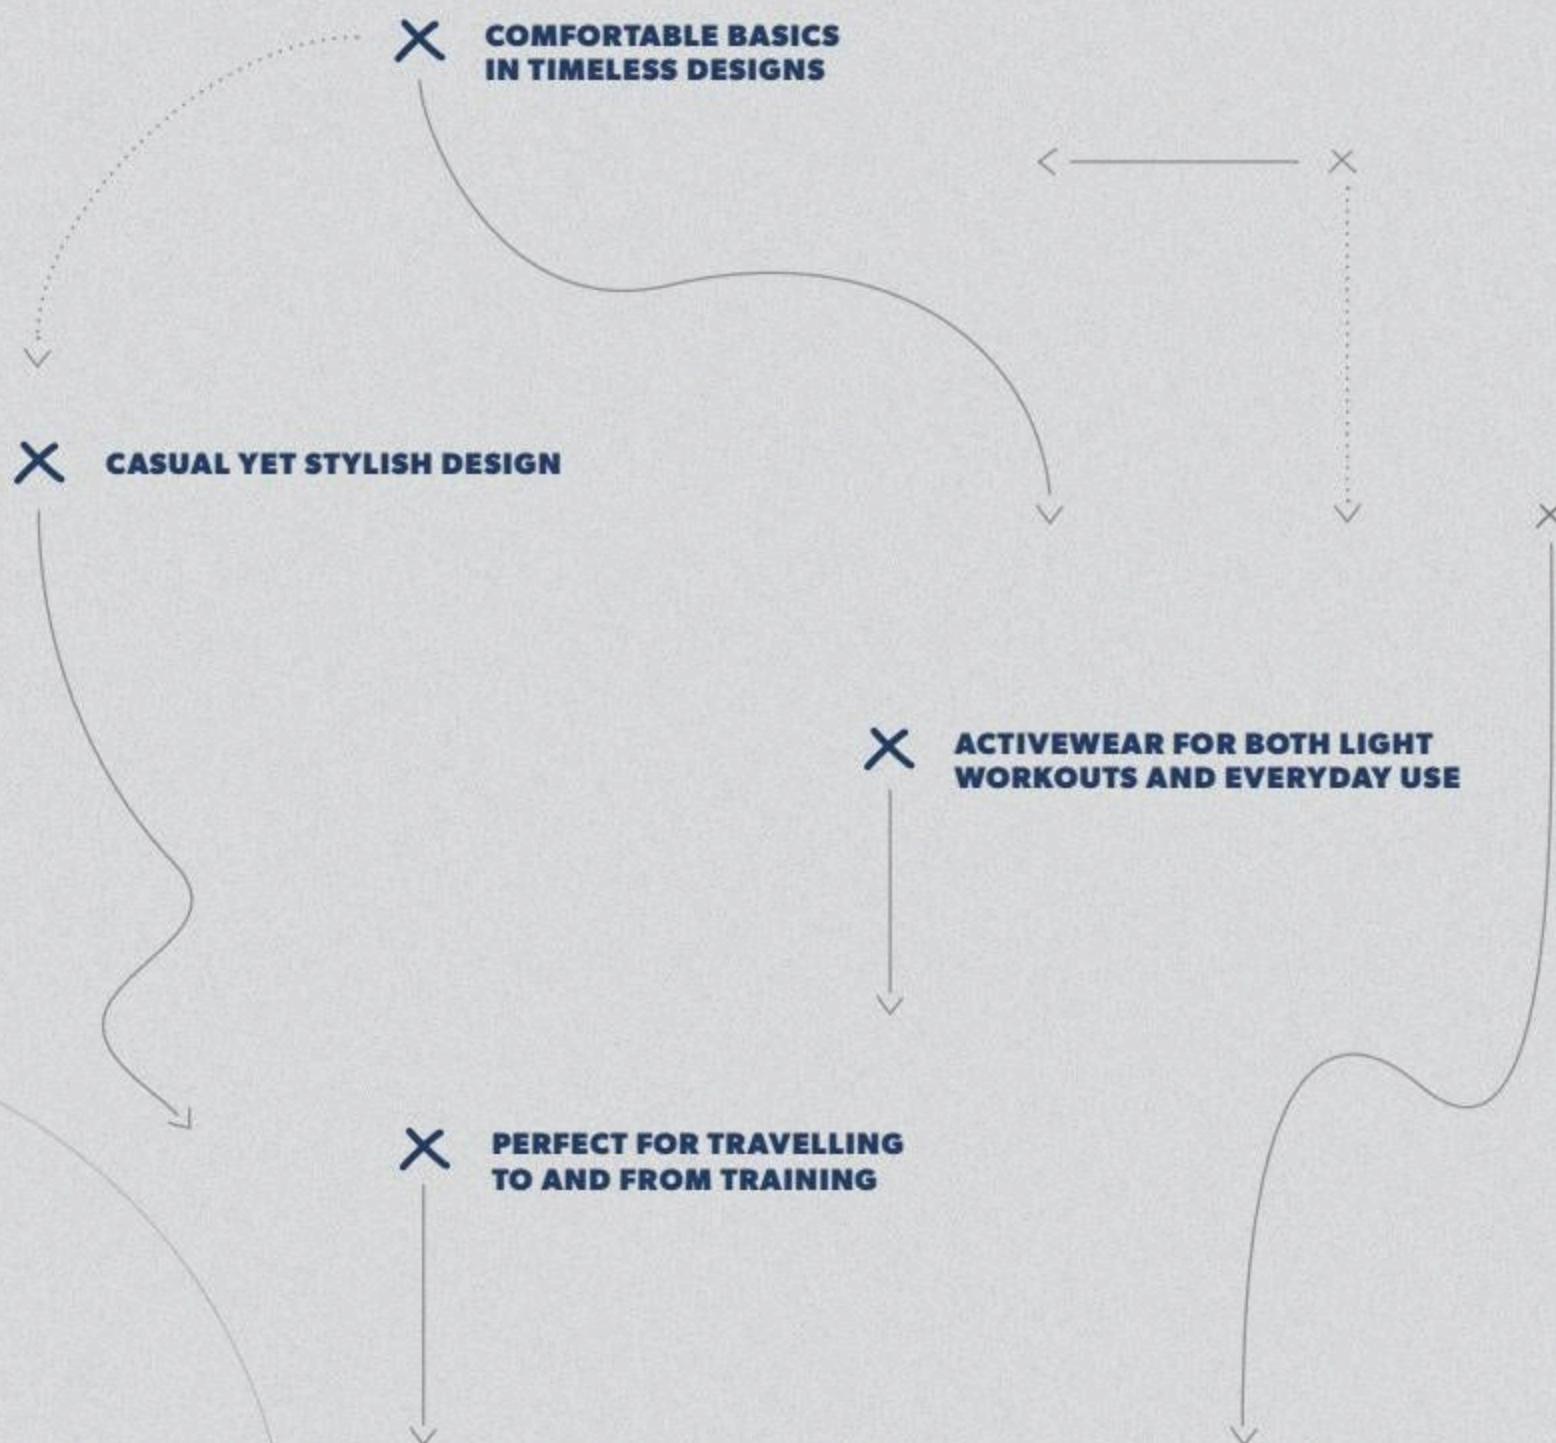 COMFORTABLE BASICS
IN TIMELESS DESIGNS
CASUAL YET STYLISH DESIGN
ACTIVEWEAR FOR BOTH LIGHT
WORKOUTS AND EVERYDAY USE
PERFECT FOR TRAVELLING
TO AND FROM TRAINING